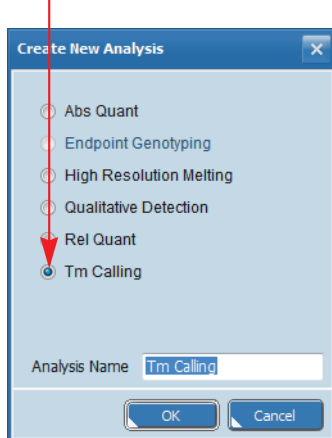 Create New Analysis
Abs Quant
Endpoint Genotyping
High Resolution Melting
Qualitative Detection
Rel Quant
Tm Calling
Analysis Name Tm Calling
OK Cancel